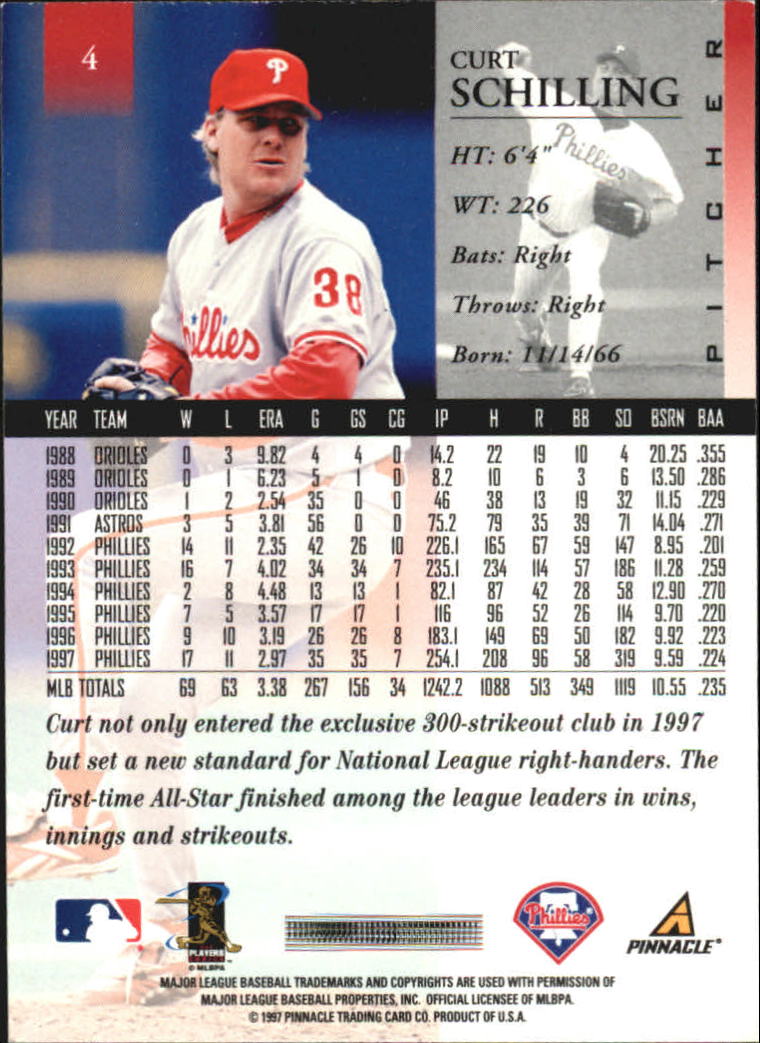 4
CURT
SCHILLING
HT: 6'4"
WT: 226
Bats: Right
Throws: Right
Born: 11/14/66
PITCHER
P
38
Phillies
Phillies
YEAR TEAM W L ERA G GS CG IP H R BB SO BSRN BAA
1988 ORIOLES 0 3 9.82 4 4 0 14.2 22 19 10 4 20.25 .355
1989 ORIOLES 0 1 6.23 5 1 0 8.2 10 6 3 6 13.50 .286
1990 ORIOLES 1 2 2.54 35 0 0 46 38 13 19 32 11.15 .229
1991 ASTROS 3 5 3.81 56 0 0 75.2 79 35 39 71 14.04 .271
1992 PHILLIES 14 11 2.35 42 26 10 226.1 165 67 59 147 8.95 .201
1993 PHILLIES 16 7 4.02 34 34 7 235.1 234 114 57 186 11.28 .259
1994 PHILLIES 2 8 4.48 13 13 1 82.1 87 42 28 58 12.90 .270
1995 PHILLIES 7 5 3.57 17 17 1 116 96 52 26 114 9.70 .220
1996 PHILLIES 9 10 3.19 26 26 8 183.1 149 69 50 182 9.92 .223
1997 PHILLIES 17 11 2.97 35 35 7 254.1 208 96 58 319 9.59 .224
MLB TOTALS 69 63 3.38 267 156 34 1242.2 1088 513 349 1119 10.55 .235
Curt not only entered the exclusive 300-strikeout club in 1997
but set a new standard for National League right-handers. The
first-time All-Star finished among the league leaders in wins,
innings and strikeouts.
PLAYERS
CHOICE
© MLBPA
Phillies
PINNACLE®
MAJOR LEAGUE BASEBALL TRADEMARKS AND COPYRIGHTS ARE USED WITH PERMISSION OF
MAJOR LEAGUE BASEBALL PROPERTIES, INC. OFFICIAL LICENSEE OF MLBPA.
© 1997 PINNACLE TRADING CARD CO. PRODUCT OF U.S.A.